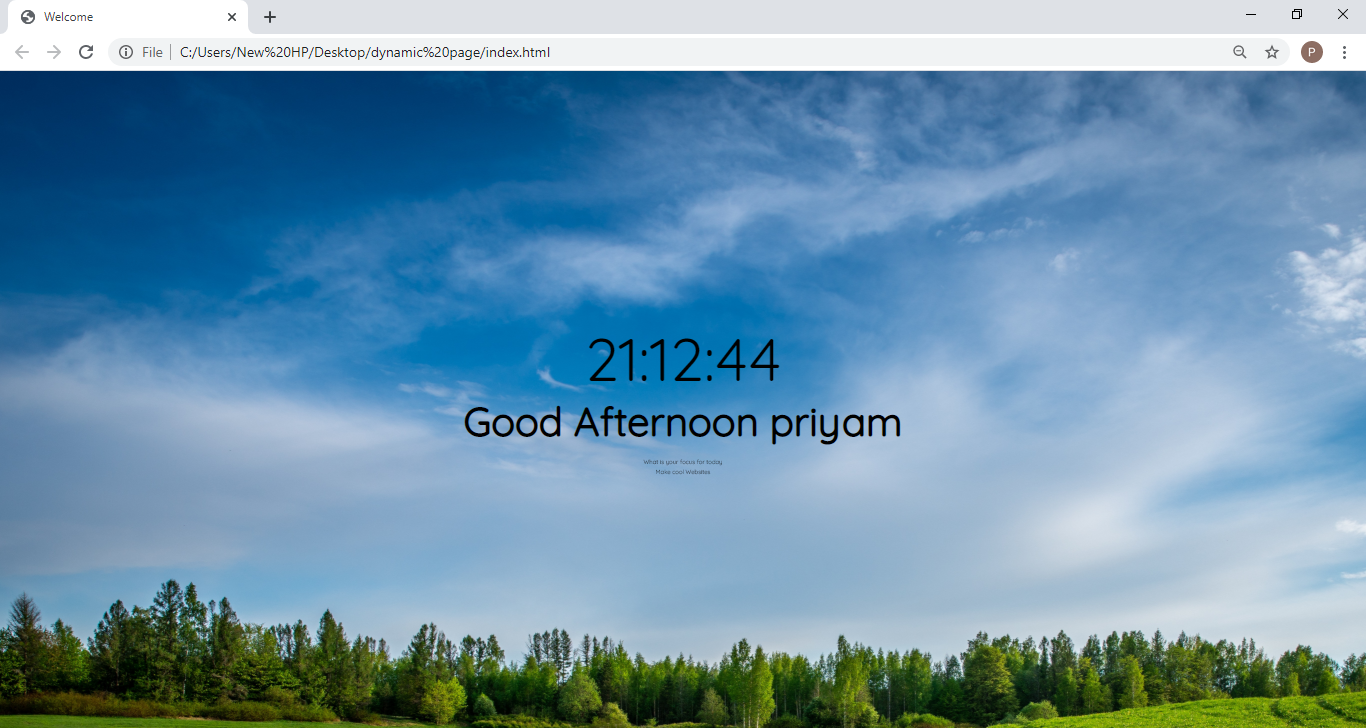 Welcome
File
C:/Users/New%20HP/Desktop/dynamic%20page/index.html
P
21:12:44
Good Afternoon priyam
What is your focus for today
Make cool Websites